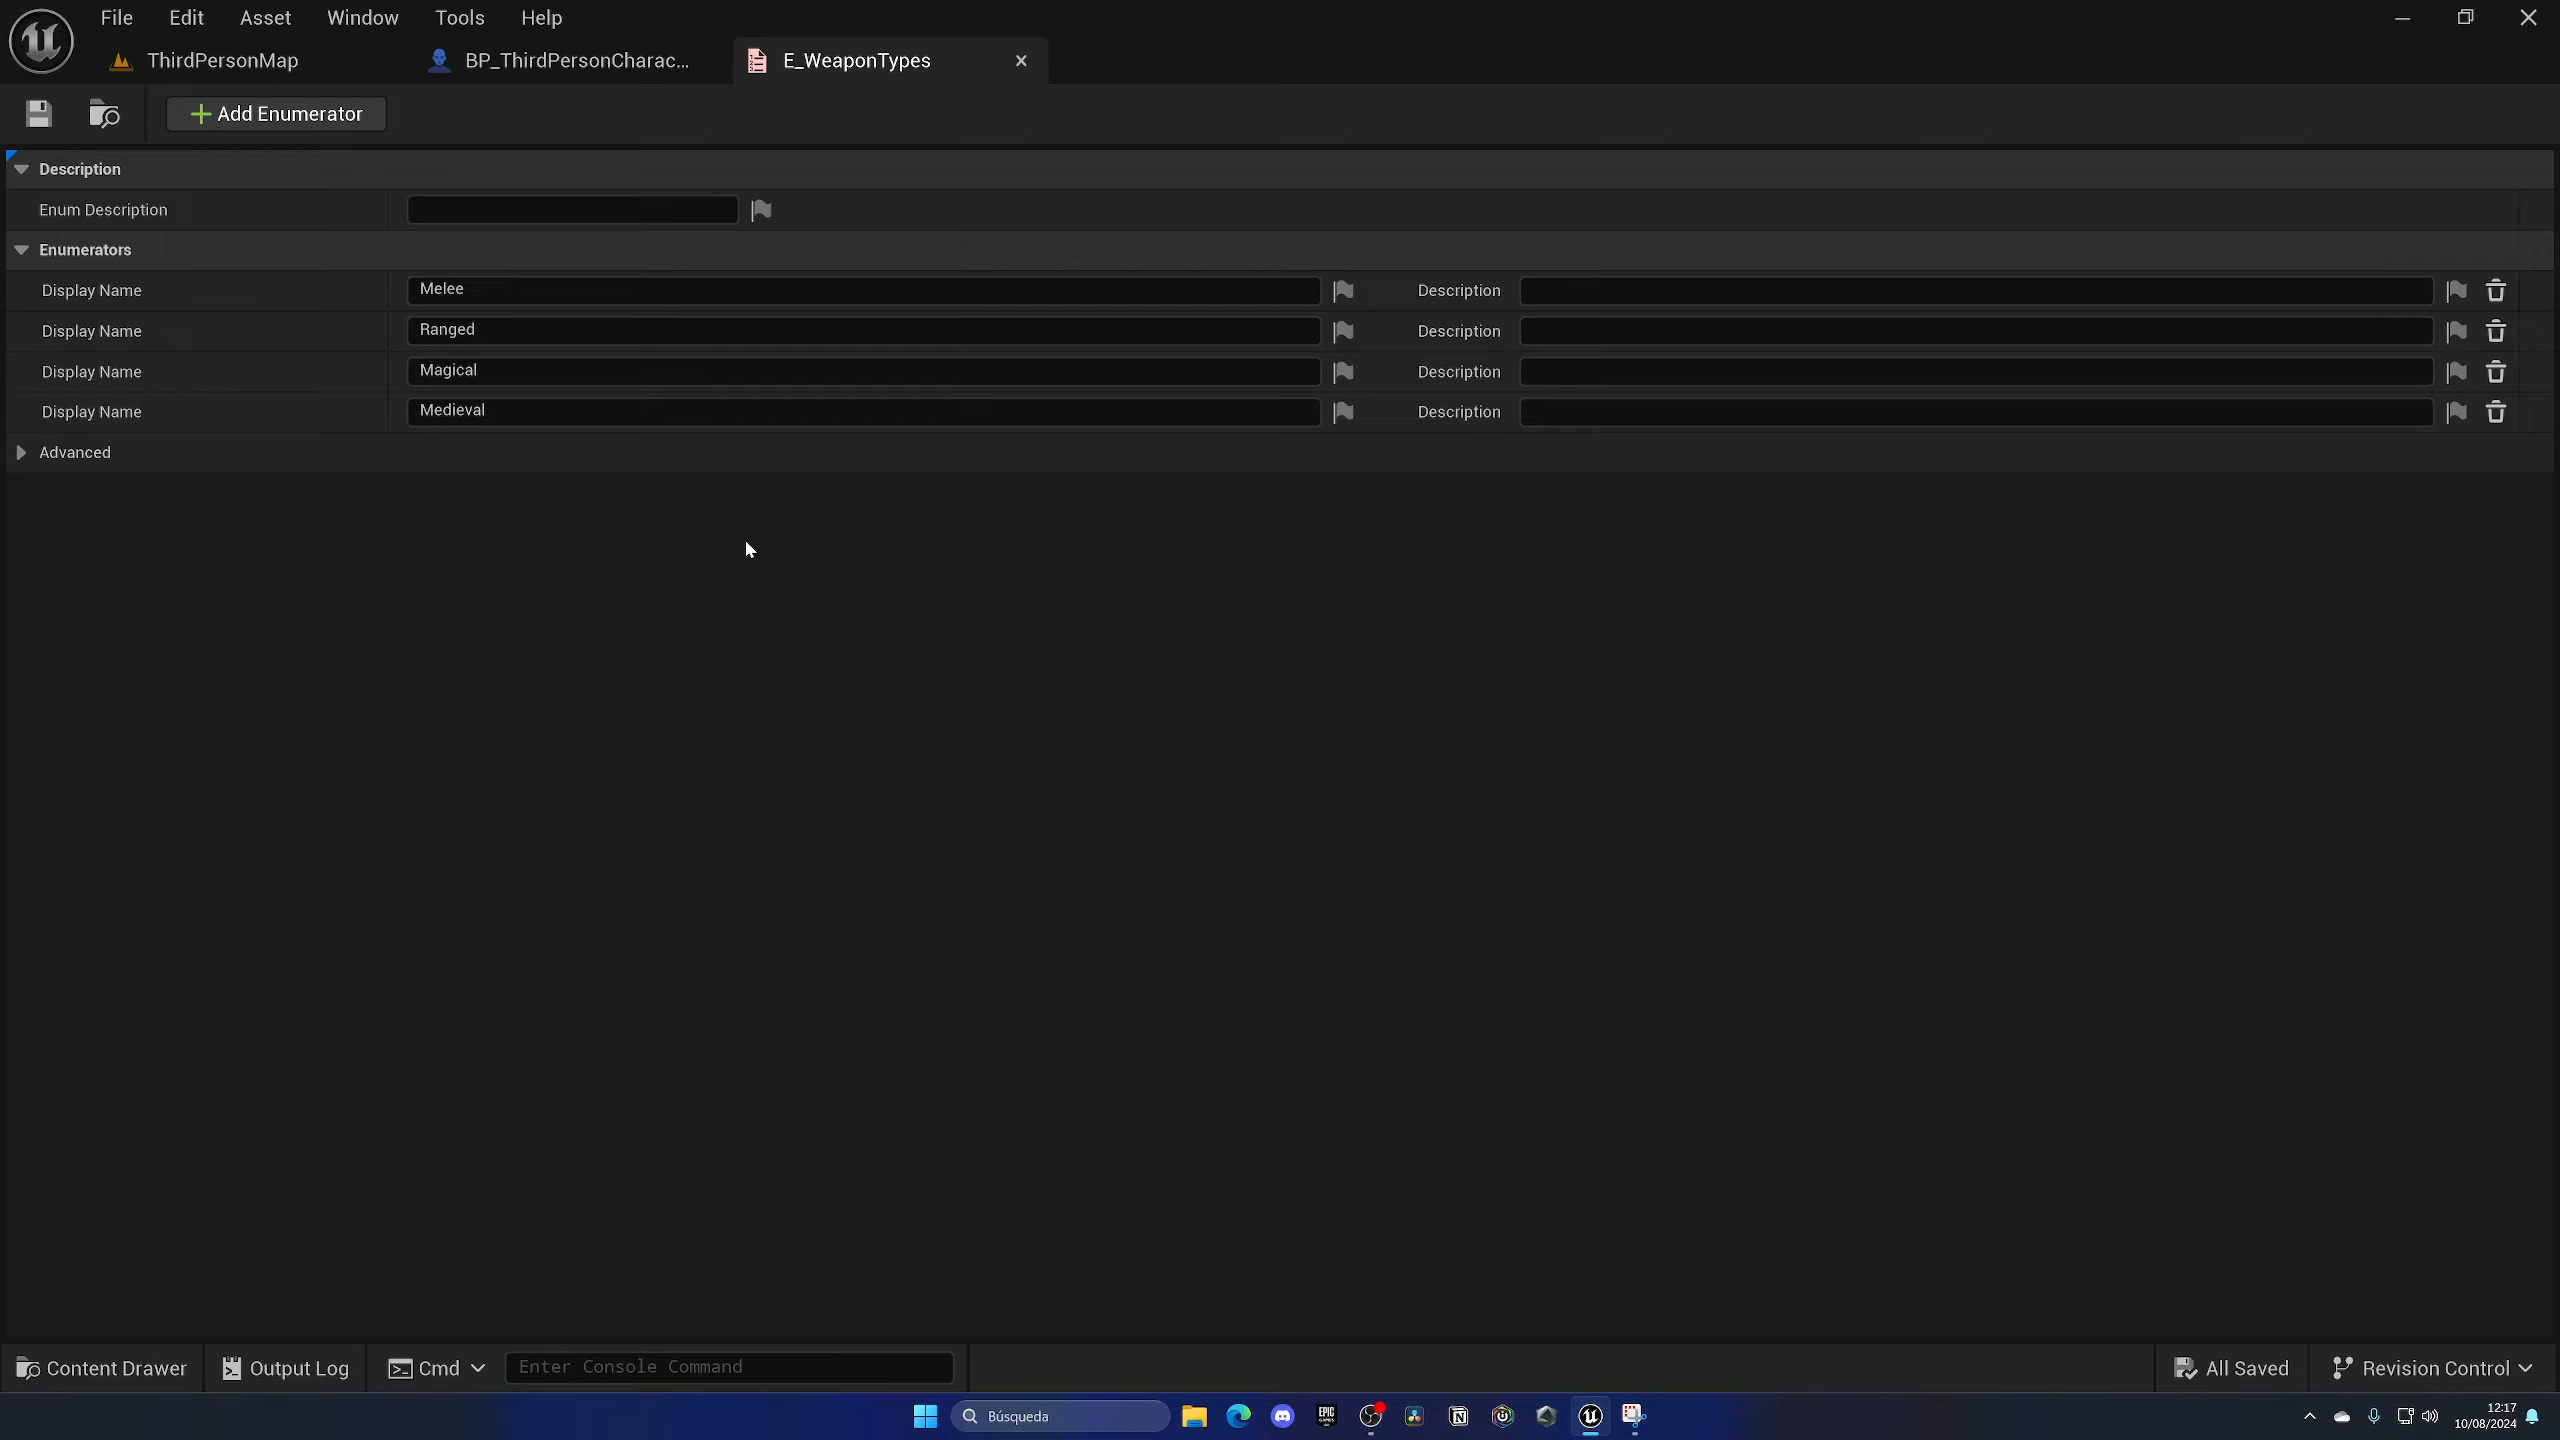 File Edit Asset Window Tools Help
ThirdPersonMap BP_ThirdPersonCharac... E_WeaponTypes
Add Enumerator
Description
Enum Description
Enumerators
Display Name Melee Description
Display Name Ranged Description
Display Name Magical Description
Display Name Medieval Description
Advanced
Content Drawer Output Log Cmd Enter Console Command All Saved Revision Control
Búsqueda
EPIC GAMES
12:17
10/08/2024